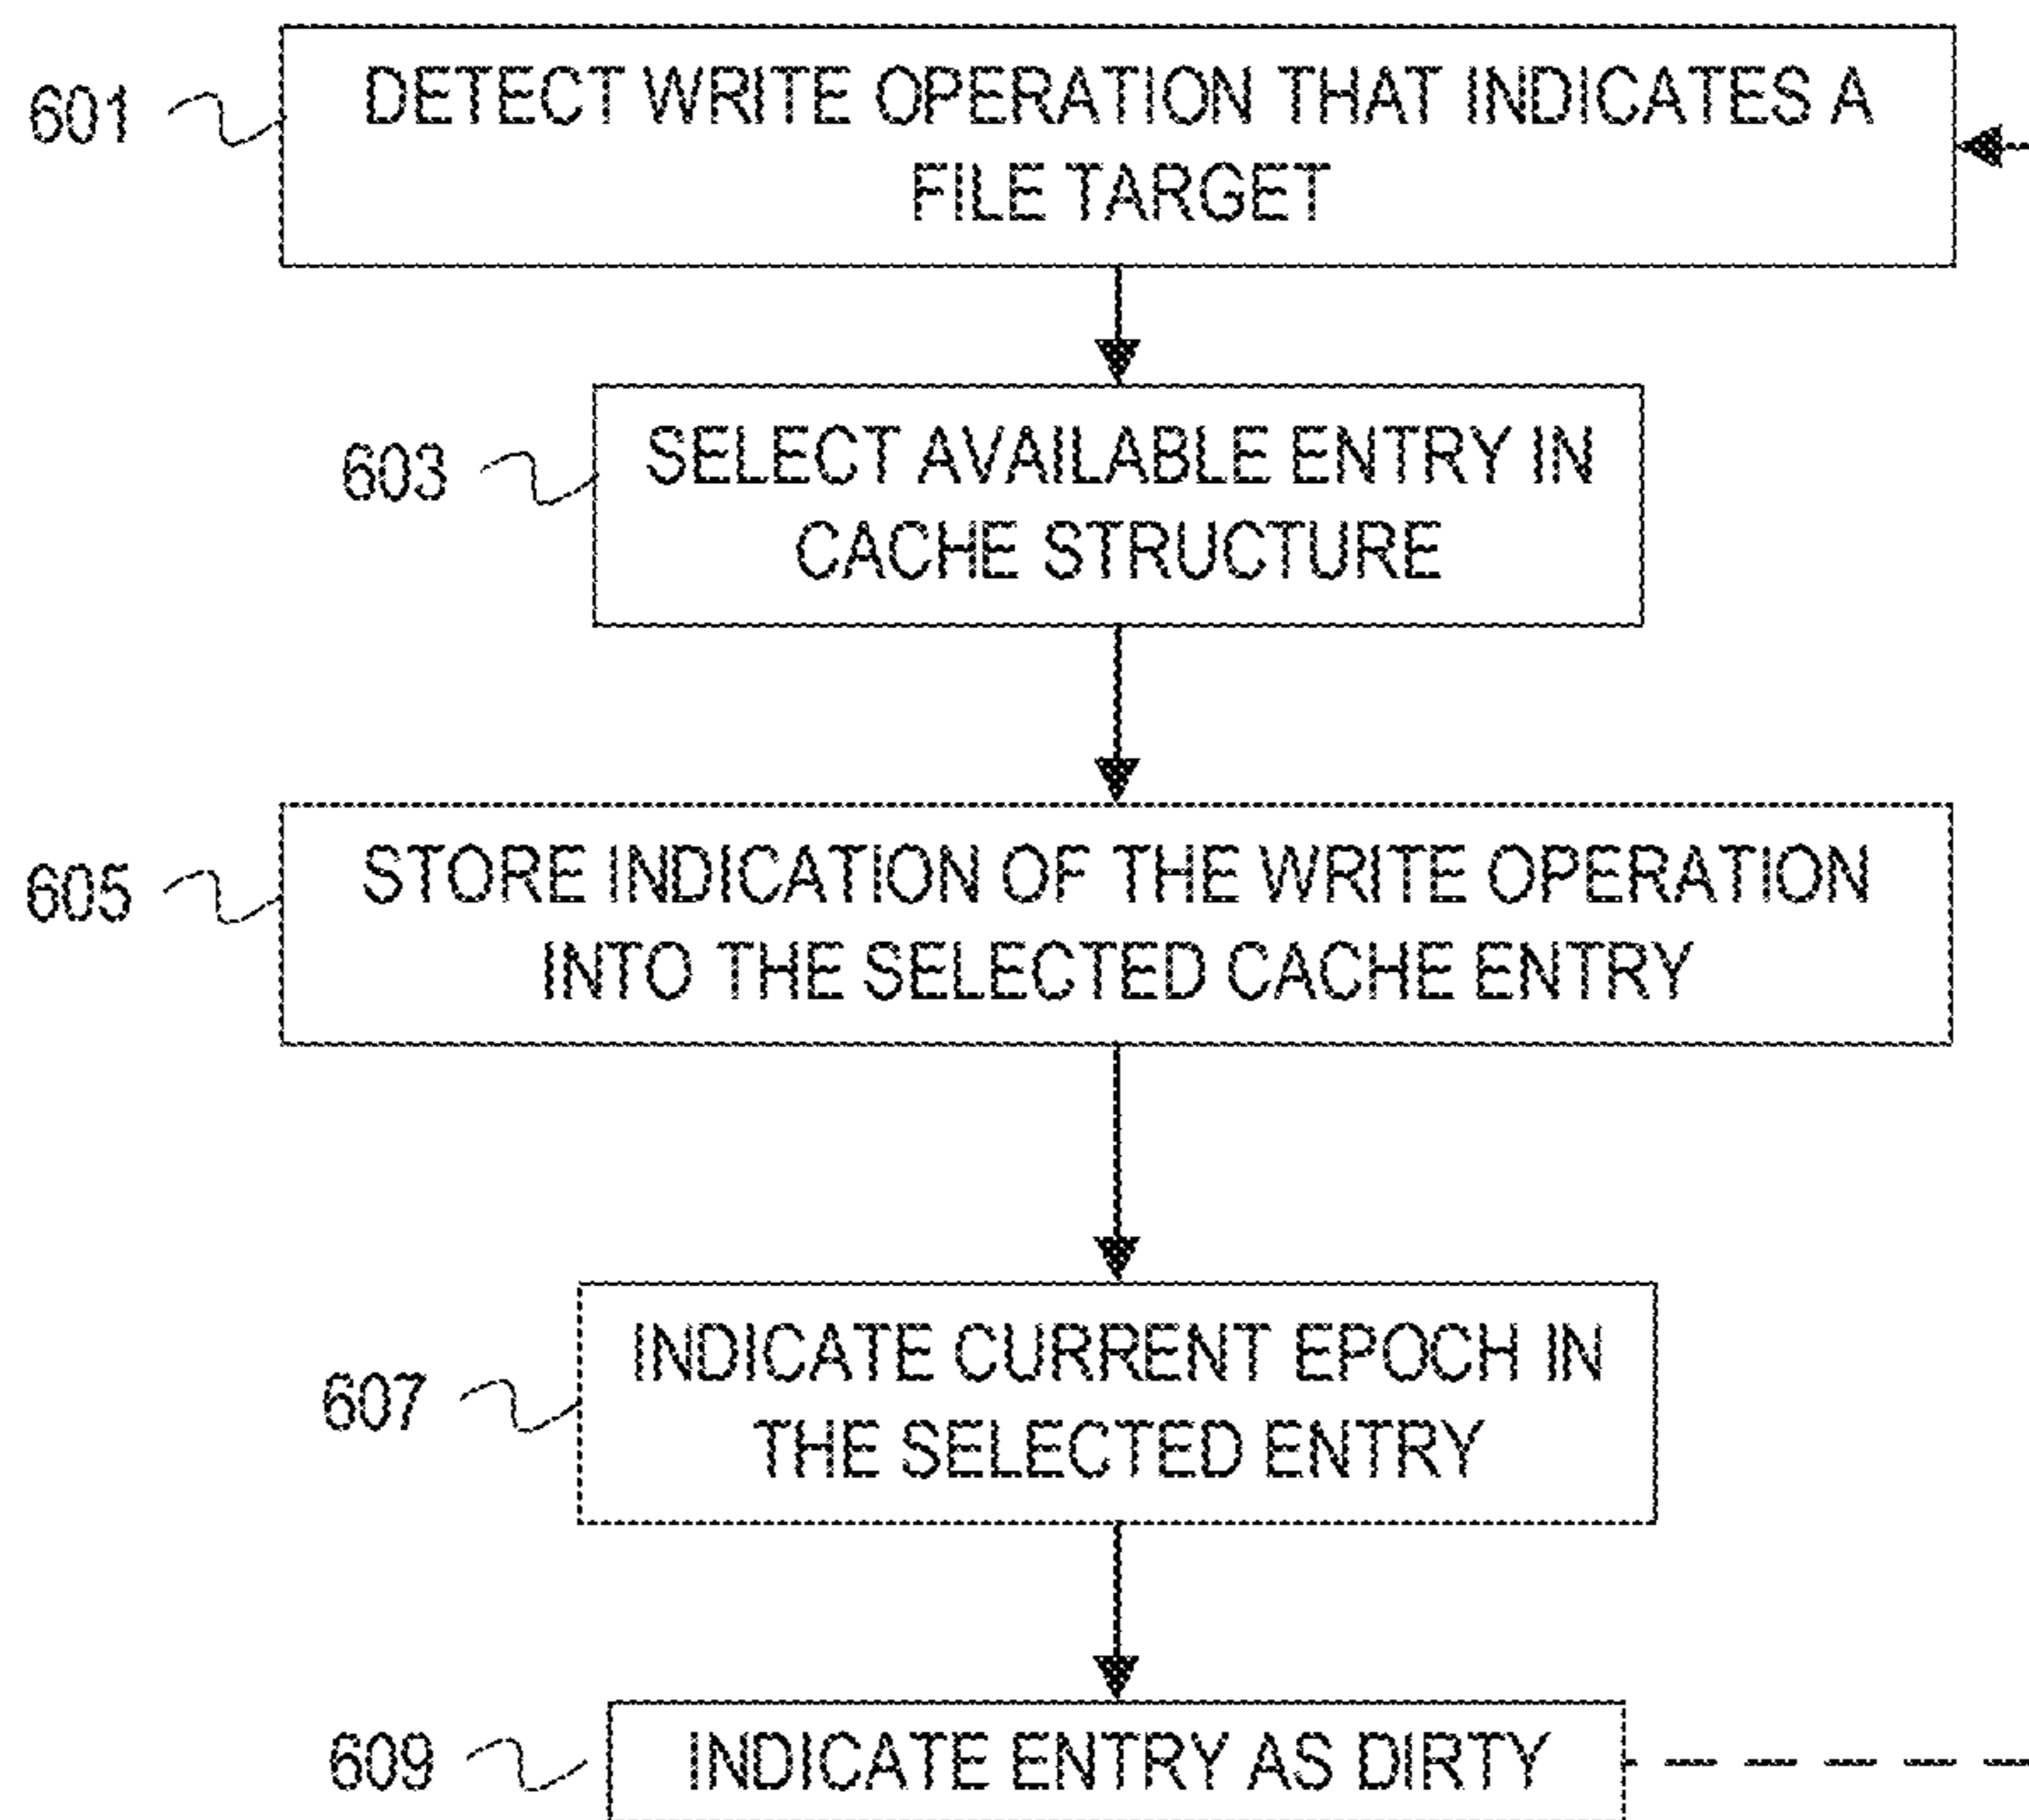 601
DETECT WRITE OPERATION THAT INDICATES A
FILE TARGET
603
SELECT AVAILABLE ENTRY IN
CACHE STRUCTURE
605
STORE INDICATION OF THE WRITE OPERATION
INTO THE SELECTED CACHE ENTRY
607
INDICATE CURRENT EPOCH IN
THE SELECTED ENTRY
609
INDICATE ENTRY AS DIRTY